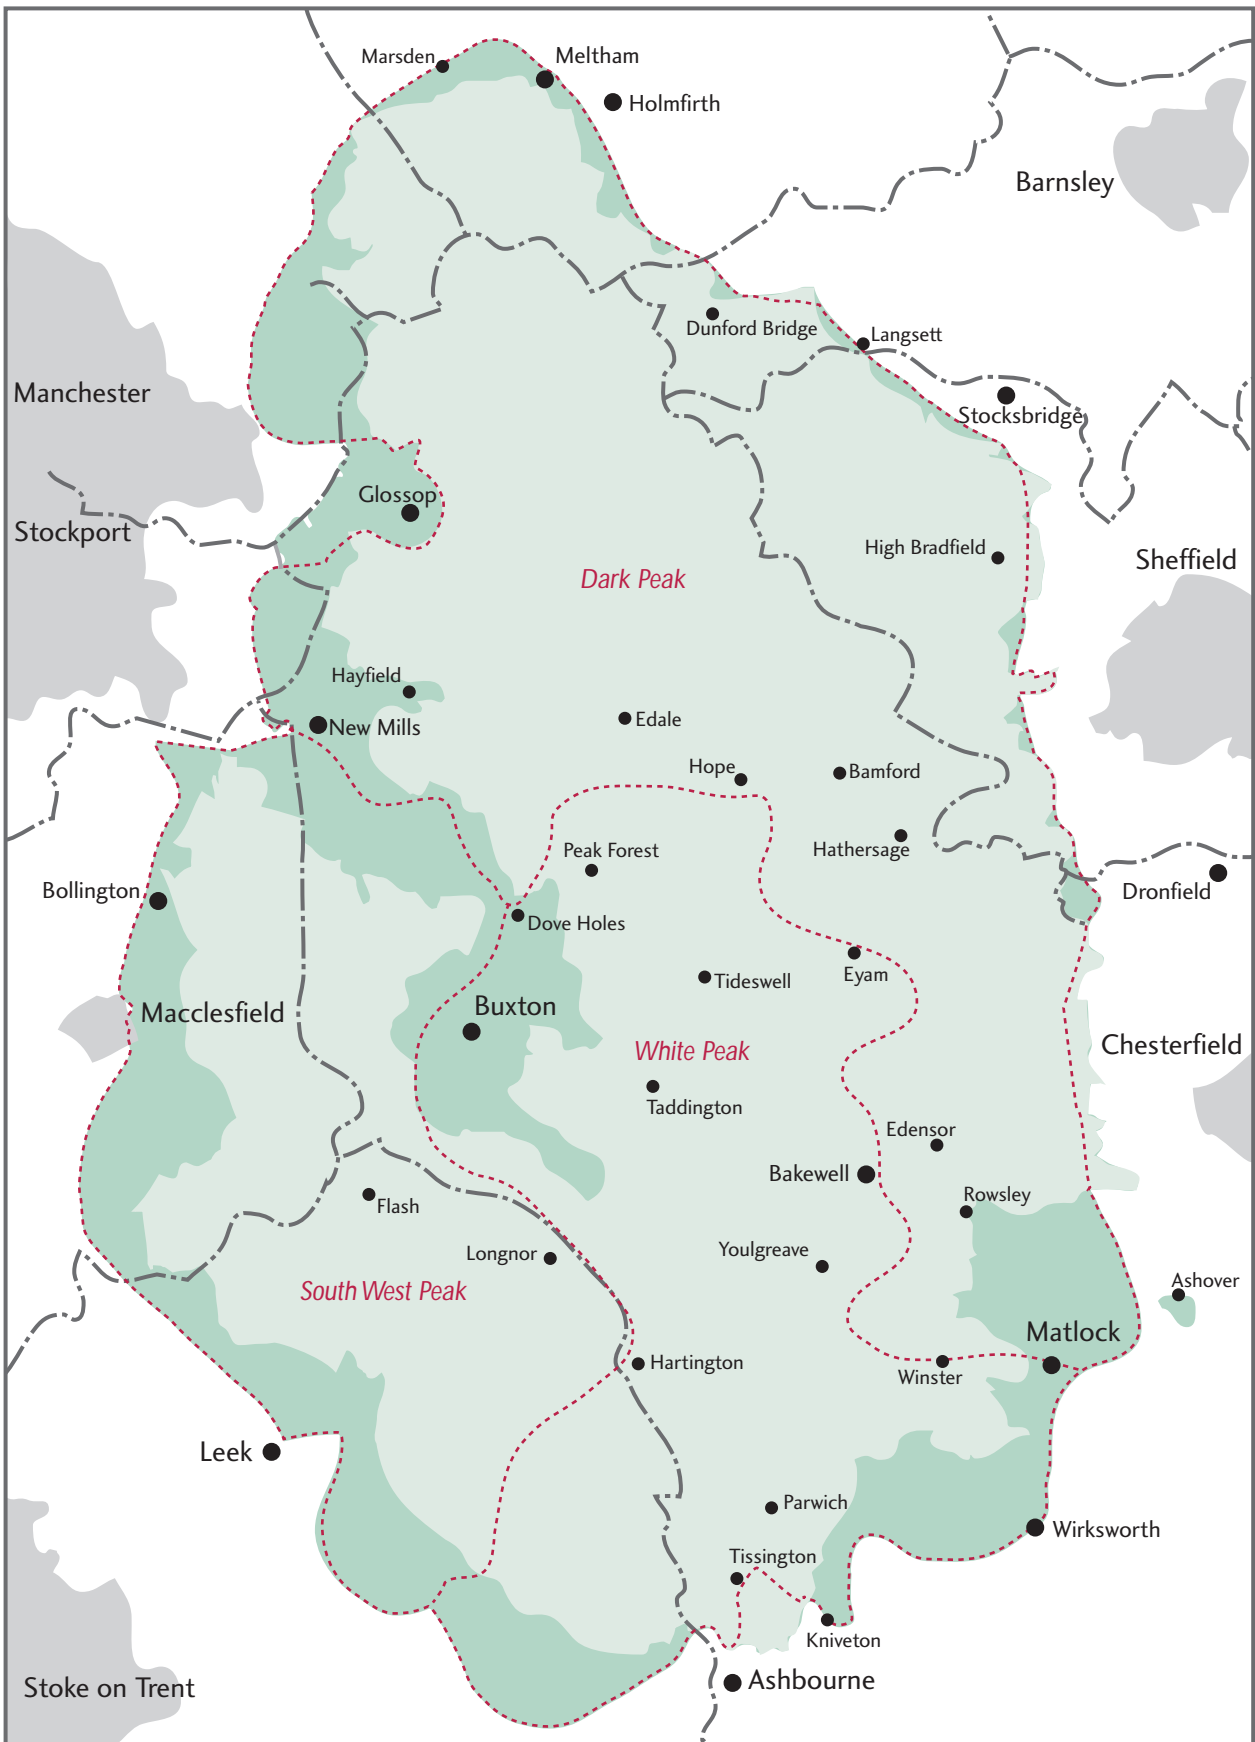 Marsden
Meltham
Holmfirth
Barnsley
Dunford Bridge
Langsett
Manchester
Stocksbridge
Glossop
Stockport
High Bradfield
Sheffield
Dark Peak
Hayfield
New Mills
Edale
Hope
Bamford
Peak Forest
Hathersage
Bollington
Dronfield
Dove Holes
Eyam
Tideswell
Macclesfield
Buxton
White Peak
Chesterfield
Taddington
Edensor
Bakewell
Rowsley
Flash
Longnor
Youlgreave
South West Peak
Ashover
Matlock
Hartington
Winster
Leek
Parwich
Wirksworth
Tissington
Kniveton
Stoke on Trent
Ashbourne